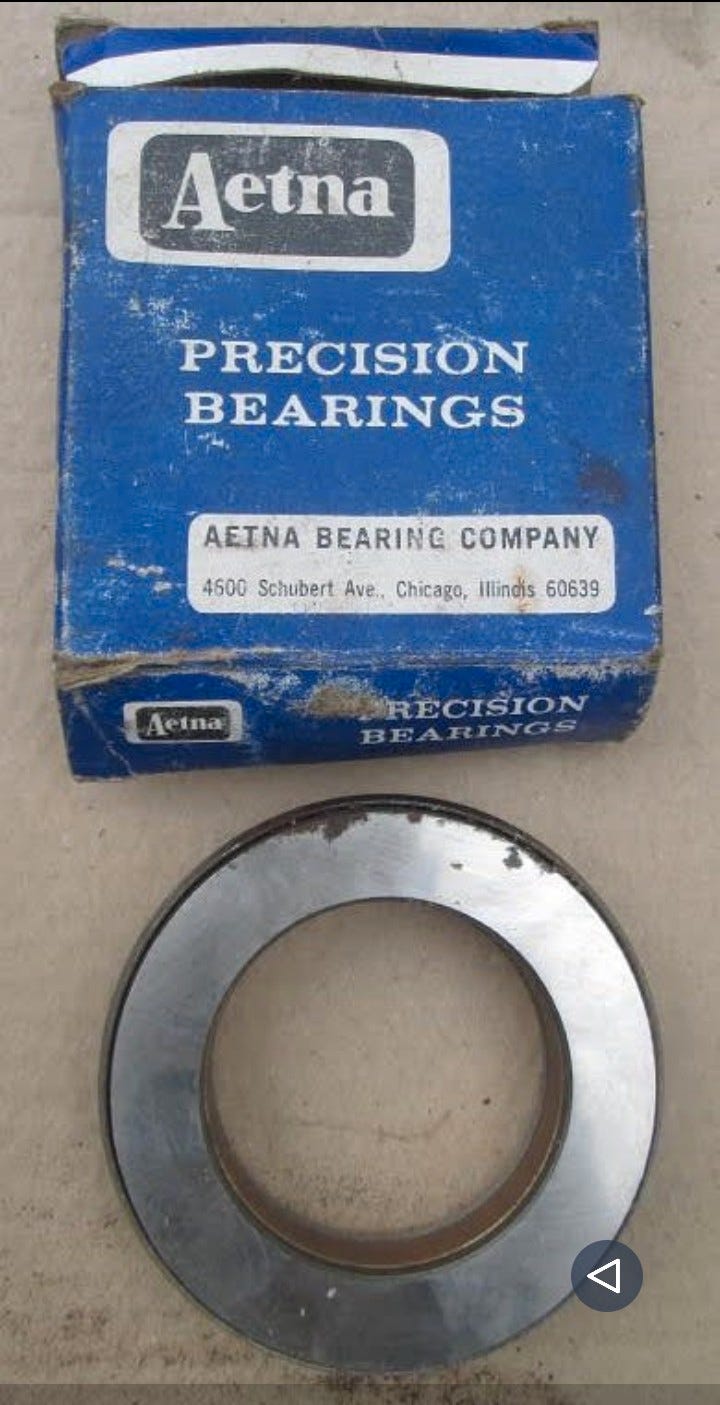 Aetna
PRECISION
BEARINGS
AETNA BEARING COMPANY
4600 Schubert Ave., Chicago, Illinois 60639
Aetna
PRECISION
BEARINGS